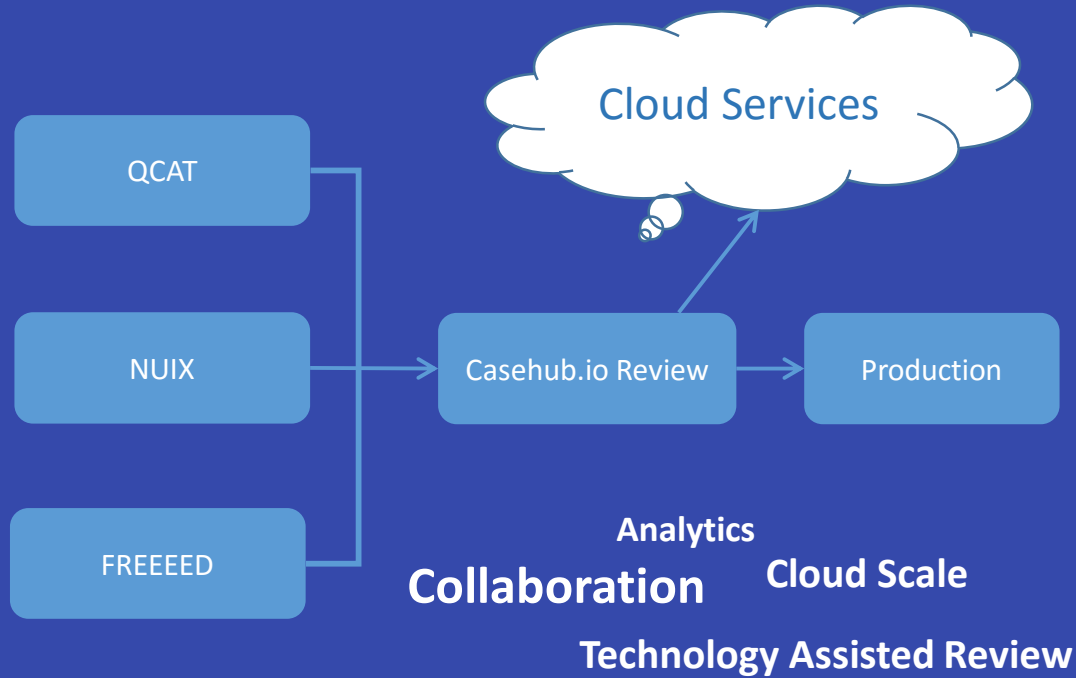 Cloud Services
QCAT
NUIX
Casehub.io Review
Production
FREEEED
Analytics
Collaboration
Cloud Scale
Technology Assisted Review